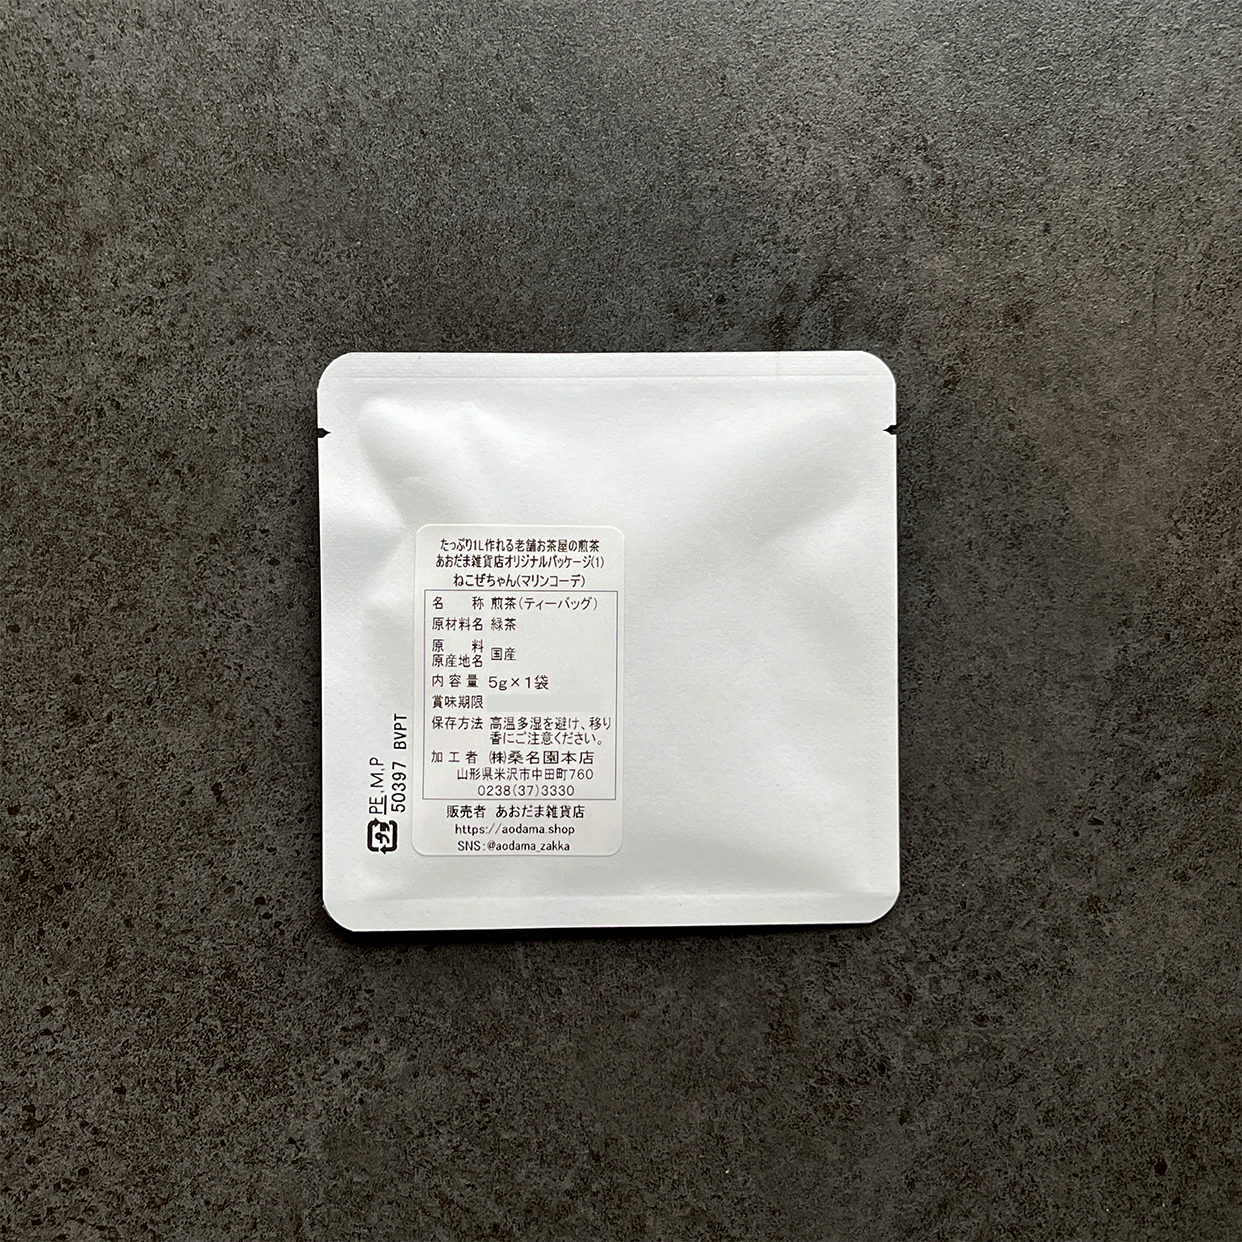 たっぷり1L作れる老舗お茶屋の煎茶
あおだま雑貨店オリジナルパッケージ(1)
ねこぜちゃん(マリンコーデ)
名 称 煎茶(ティーバッグ)
原材料名 緑茶
原 料
原産地名 国産
内容量 5g×1袋
賞味期限
保存方法 高温多湿を避け、移り
香にご注意ください。
加工者 ㈱桑名園本店
山形県米沢市中田町760
0238(37)3330
販売者 あおだま雑貨店
https://aodama.shop
SNS:@aodama_zakka
プラ PE,M,P
50397 BVPT